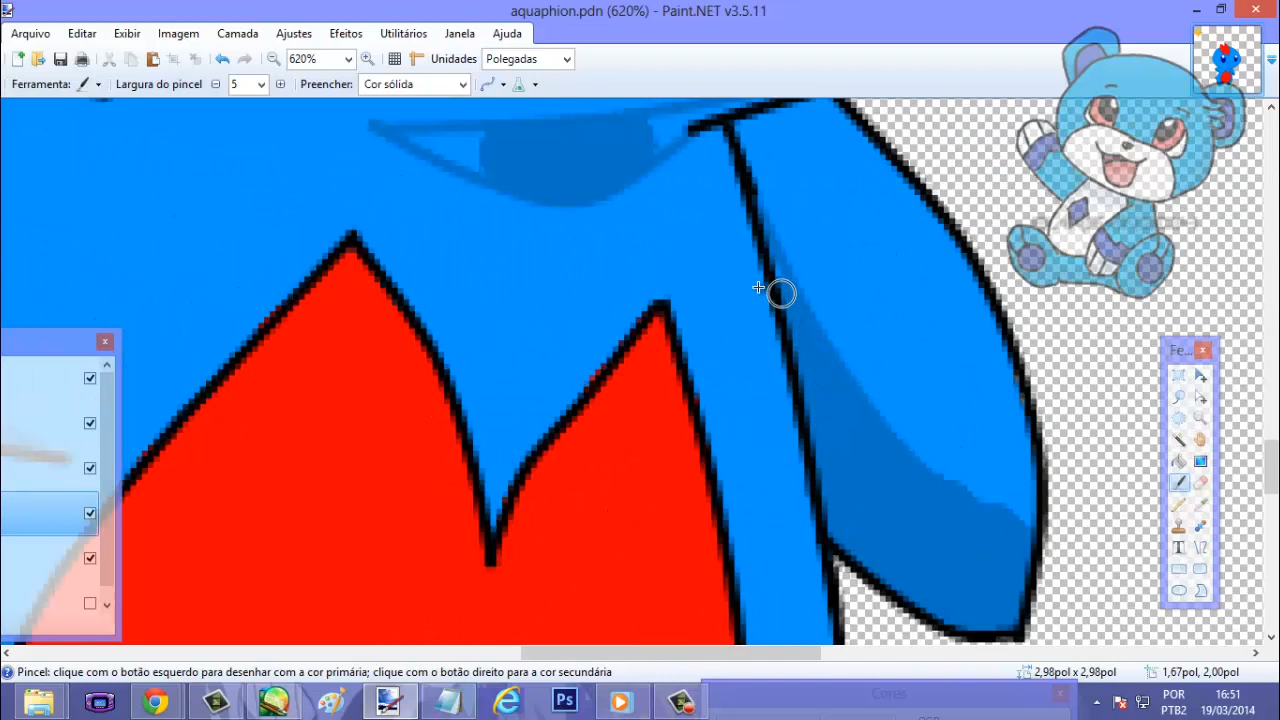 aquaphion.pdn (620%) - Paint.NET v3.5.11
Arquivo Editar Exibir Imagem Camada Ajustes Efeitos Utilitários Janela Ajuda
620% Unidades Polegadas
Ferramenta: Largura do pincel 5 Preencher: Cor sólida
Fe...
T
Pincel: clique com o botão esquerdo para desenhar com a cor primária; clique com o botão direito para a cor secundária 2,98pol x 2,98pol 1,67pol, 2,00pol
Cores
Ps
POR 16:51
PTB2 19/03/2014